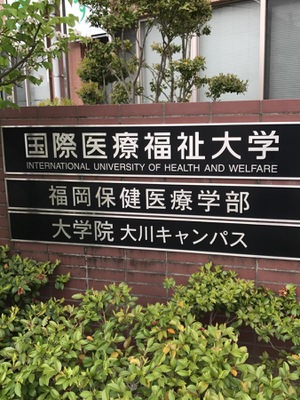 国際医療福祉大学
INTERNATIONAL UNIVERSITY OF HEALTH AND WELFARE
福岡保健医療学部
大学院 大川キャンパス